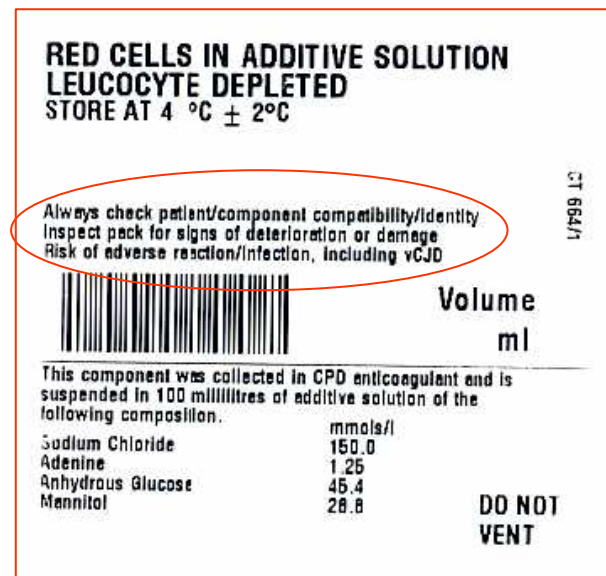 RED CELLS IN ADDITIVE SOLUTION
LEUCOCYTE DEPLETED
STORE AT 4 °C ± 2°C
CT 664/1
Always check patient/component compatibility/identity
Inspect pack for signs of deterioration or damage
Risk of adverse reaction/infection, including vCJD
Volume
ml
This component was collected in CPD anticoagulant and is
suspended in 100 millilitres of additive solution of the
following composition.
mmols/l
Sodium Chloride 150.0
Adenine 1.25
Anhydrous Glucose 45.4
Mannitol 28.8
DO NOT
VENT